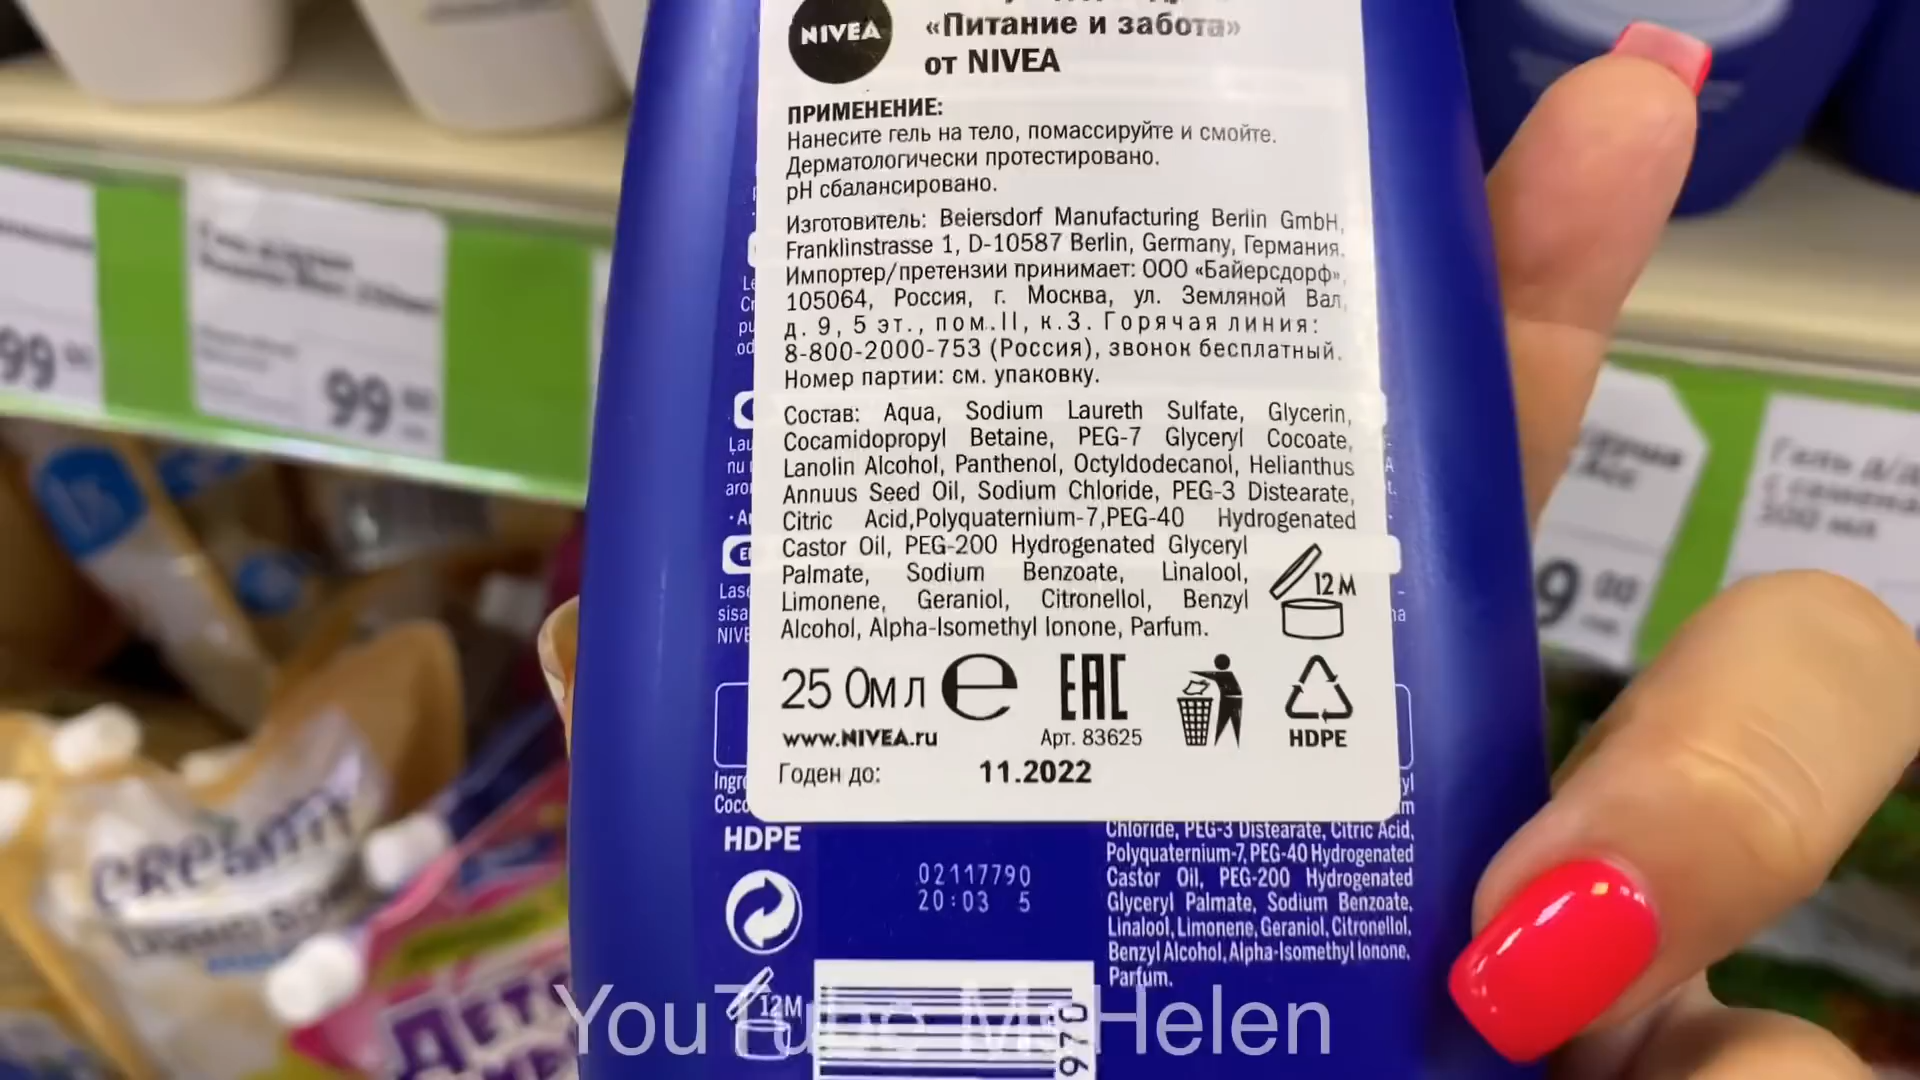 NIVEA
«Питание и забота»
от NIVEA
ПРИМЕНЕНИЕ:
Нанесите гель на тело, помассируйте и смойте.
Дерматологически протестировано.
pH сбалансировано.
Изготовитель: Beiersdorf Manufacturing Berlin GmbH,
Franklinstrasse 1, D-10587 Berlin, Germany, Германия.
Импортер/претензии принимает: ООО «Байерсдорф»,
105064, Россия, г. Москва, ул. Земляной Вал,
д. 9, 5 эт., пом.II, к.3. Горячая линия:
8-800-2000-753 (Россия), звонок бесплатный.
Номер партии: см. упаковку.
Состав: Aqua, Sodium Laureth Sulfate, Glycerin,
Cocamidopropyl Betaine, PEG-7 Glyceryl Cocoate,
Lanolin Alcohol, Panthenol, Octyldodecanol, Helianthus
Annuus Seed Oil, Sodium Chloride, PEG-3 Distearate,
Citric Acid,Polyquaternium-7,PEG-40 Hydrogenated
Castor Oil, PEG-200 Hydrogenated Glyceryl
Palmate, Sodium Benzoate, Linalool,
Limonene, Geraniol, Citronellol, Benzyl
Alcohol, Alpha-Isomethyl Ionone, Parfum.
12 M
25 0мл e EAC
www.NIVEA.ru Арт. 83625 HDPE
Годен до: 11.2022
HDPE
02117790
20:03 5
Chloride, PEG-3 Distearate, Citric Acid,
Polyquaternium-7, PEG-40 Hydrogenated
Castor Oil, PEG-200 Hydrogenated
Glyceryl Palmate, Sodium Benzoate,
Linalool, Limonene, Geraniol, Citronellol,
Benzyl Alcohol, Alpha-Isomethyl Ionone,
Parfum.
12M
YouTube MsHelen
99
99
9 00
creamy